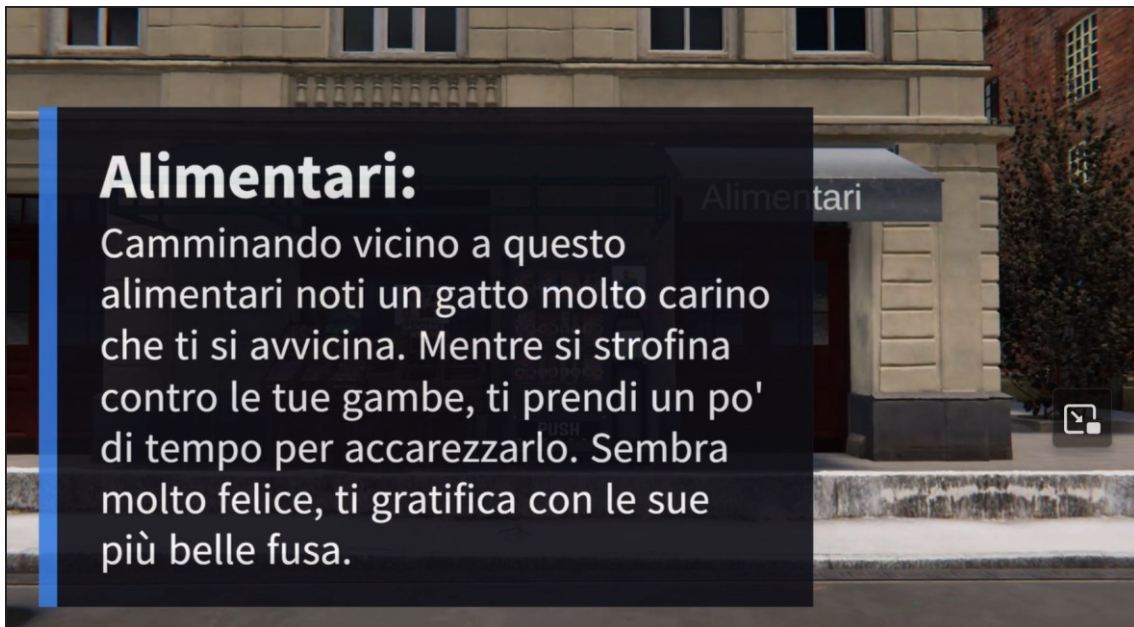 Alimentari:
Camminando vicino a questo
alimentari noti un gatto molto carino
che ti si avvicina. Mentre si strofina
contro le tue gambe, ti prendi un po'
di tempo per accarezzarlo. Sembra
molto felice, ti gratifica con le sue
più belle fusa.
Alimentari
PUSH